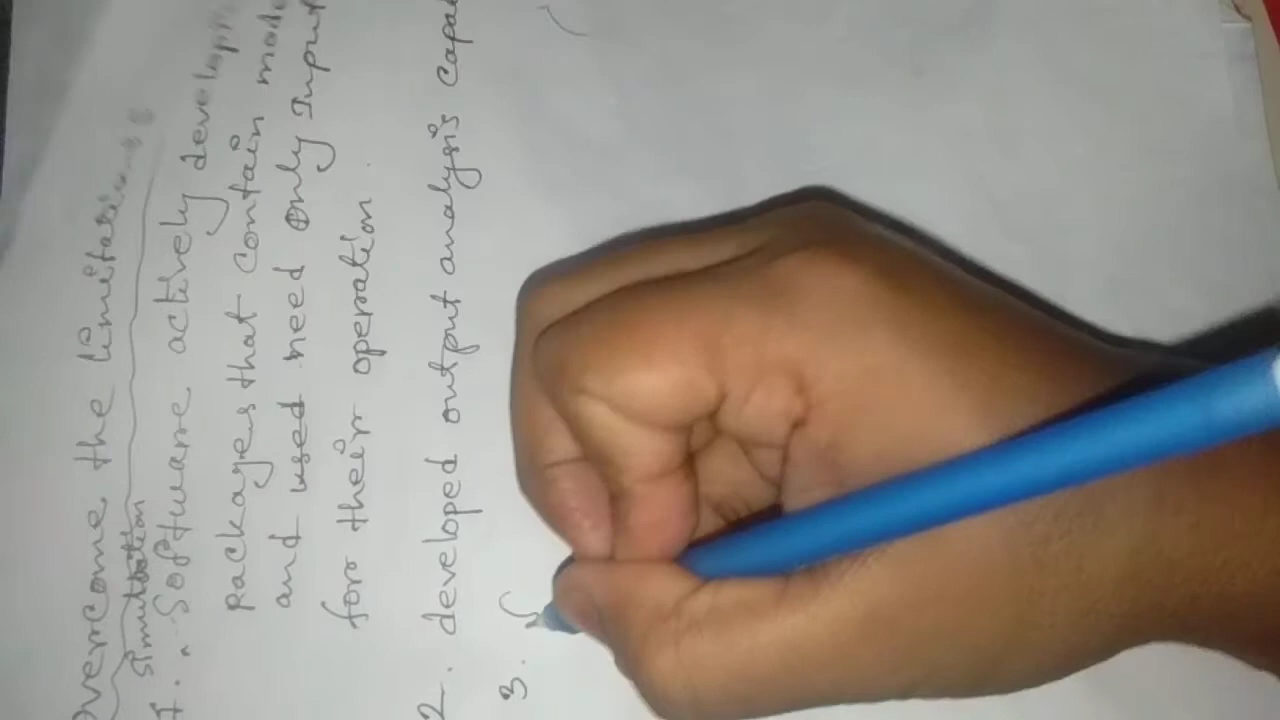 Overcome the limitations
simulation
1. Software actively develop
packages that contain mode
and used need only Input
for their operation.
2. developed output analysis capa
3.